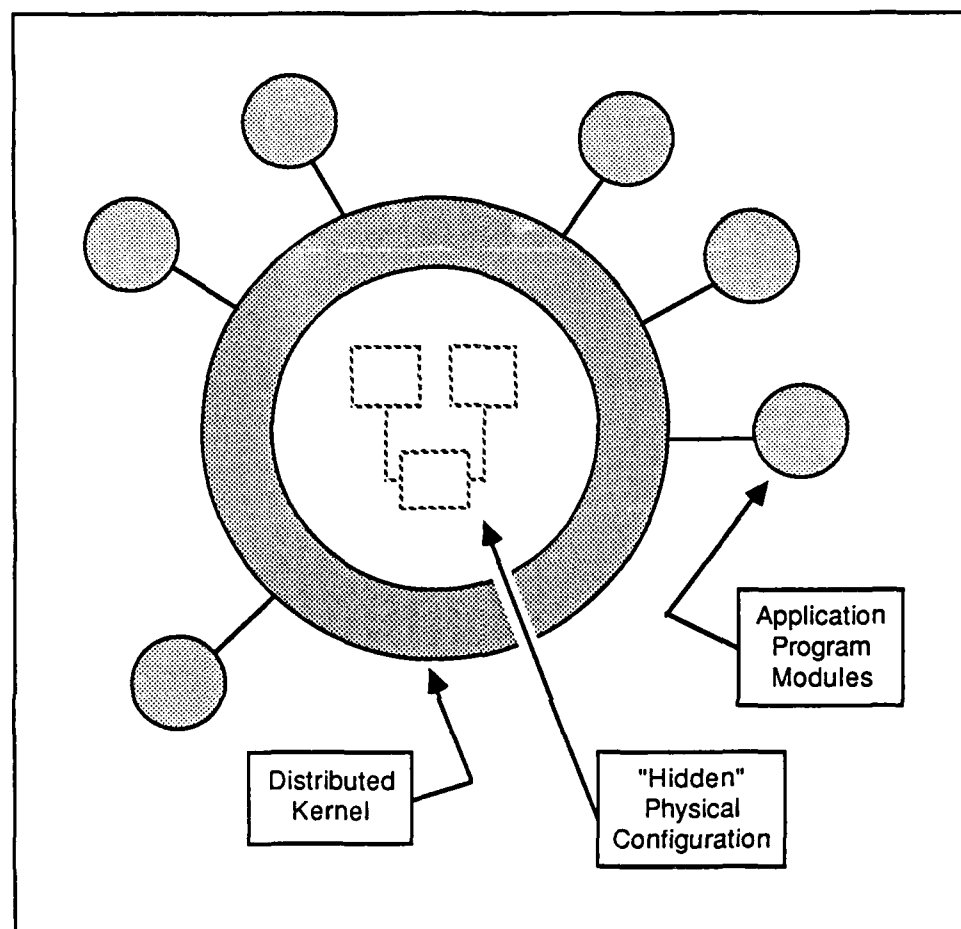 Application
Program
Modules
Distributed
Kernel
"Hidden"
Physical
Configuration